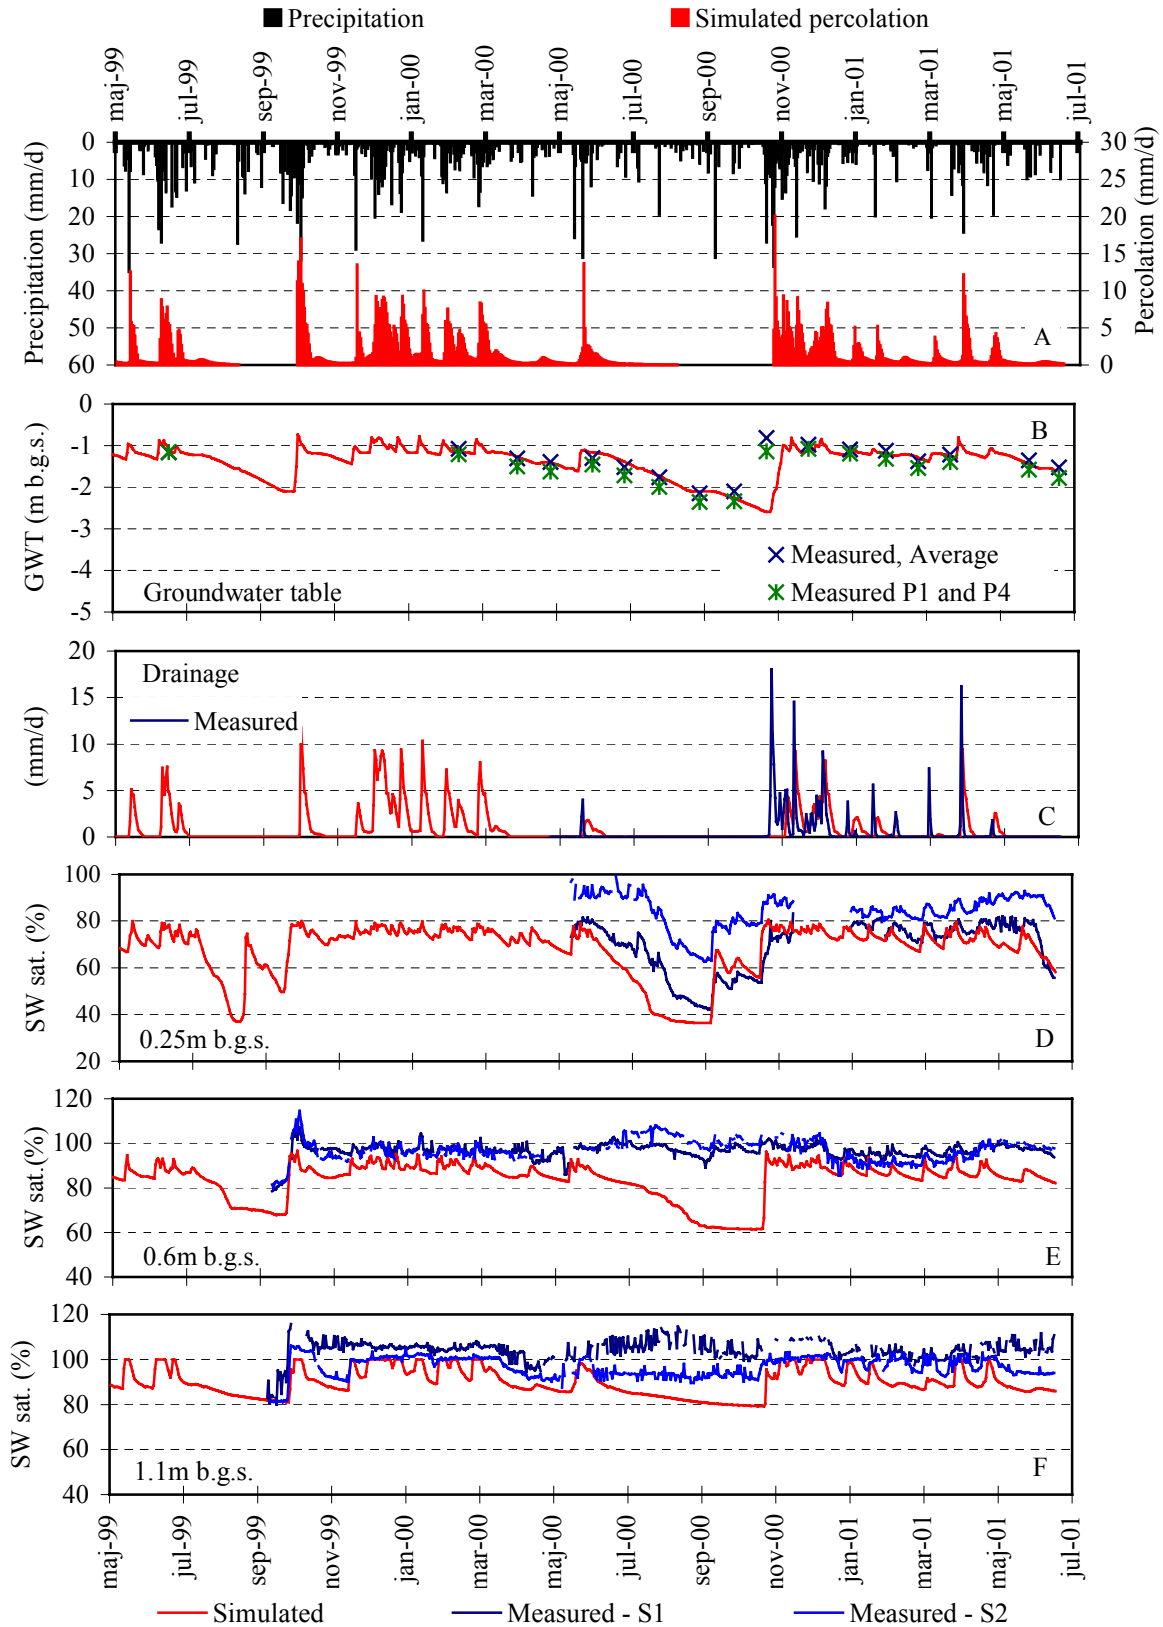 Precipitation
Simulated percolation
maj-99
jul-99
sep-99
nov-99
jan-00
mar-00
maj-00
jul-00
sep-00
nov-00
jan-01
mar-01
maj-01
jul-01
Precipitation (mm/d)
0
10
20
30
40
50
60
30
25
20
15
10
5
0
Percolation (mm/d)
A
GWT (m b.g.s.)
0
-1
-2
-3
-4
-5
B
Measured, Average
Measured P1 and P4
Groundwater table
(mm/d)
20
15
10
5
0
Drainage
Measured
C
SW sat. (%)
100
80
60
40
20
0.25m b.g.s.
D
SW sat.(%)
120
100
80
60
40
0.6m b.g.s.
E
SW sat. (%)
120
100
80
60
40
1.1m b.g.s.
F
maj-99
jul-99
sep-99
nov-99
jan-00
mar-00
maj-00
jul-00
sep-00
nov-00
jan-01
mar-01
maj-01
jul-01
Simulated
Measured - S1
Measured - S2